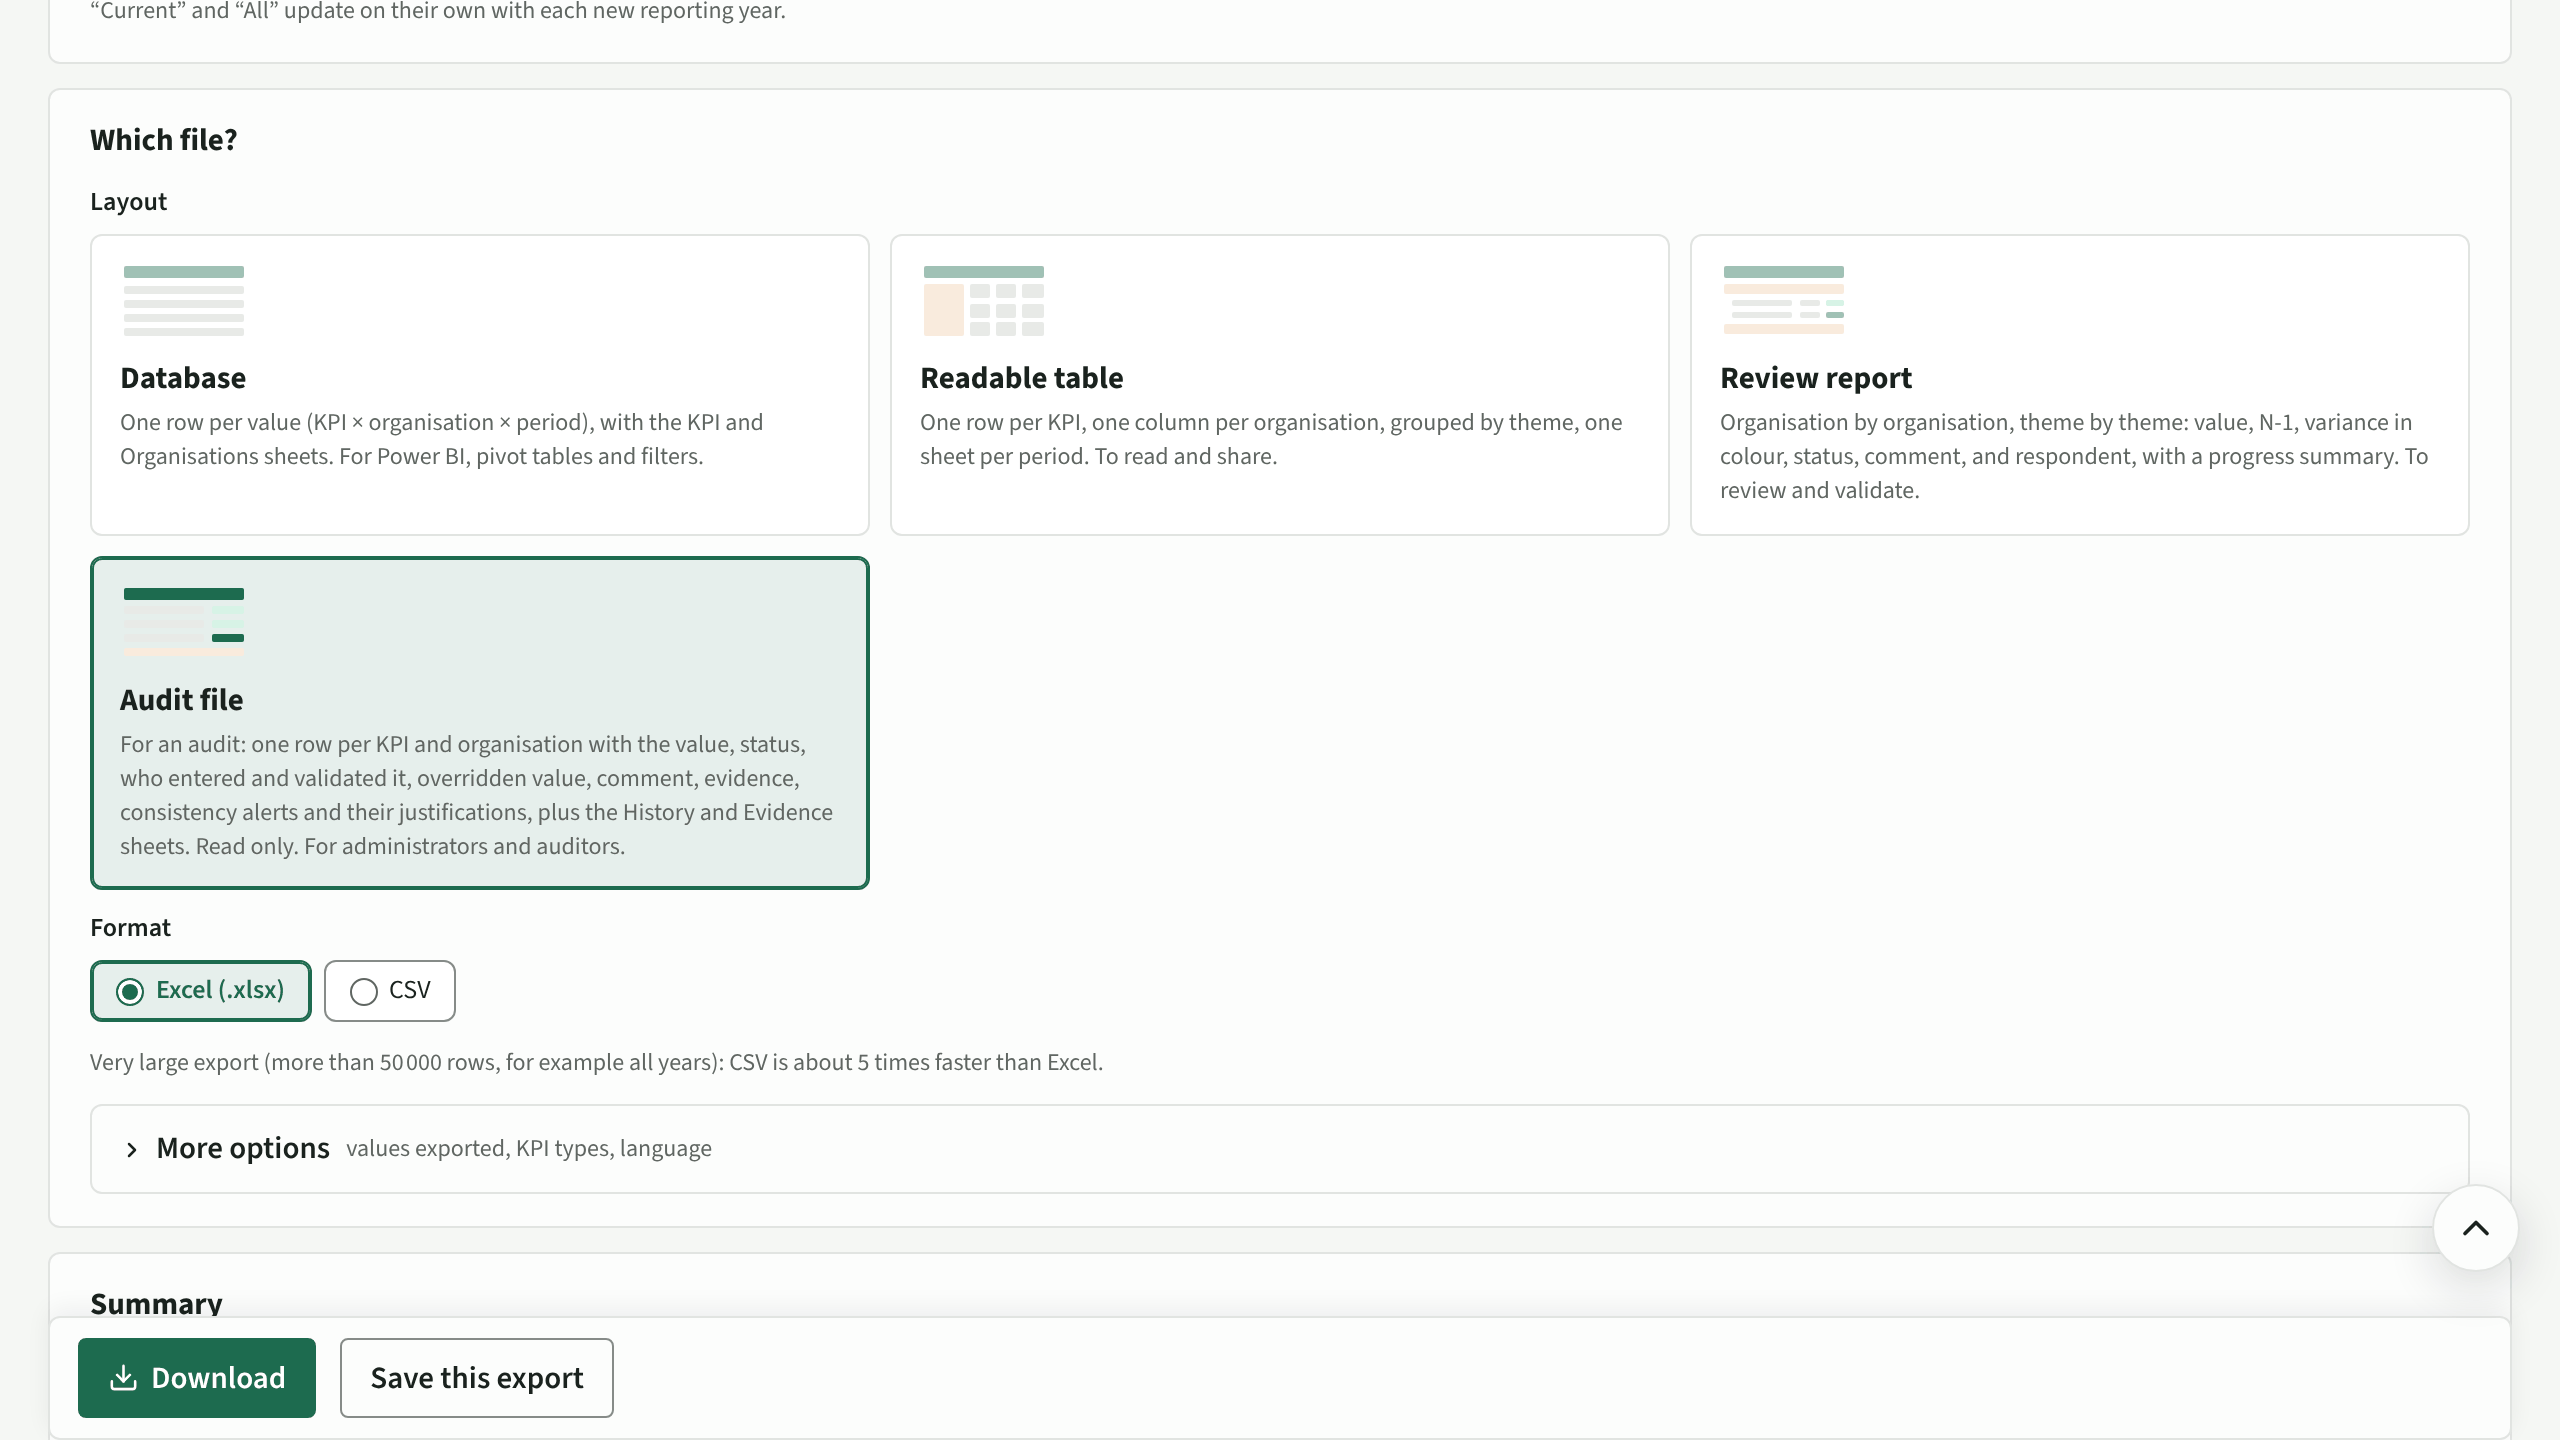 “Current” and “All” update on their own with each new reporting year.
Which file?
Layout
Database
One row per value (KPI × organisation × period), with the KPI and
Organisations sheets. For Power BI, pivot tables and filters.
Readable table
One row per KPI, one column per organisation, grouped by theme, one
sheet per period. To read and share.
Review report
Organisation by organisation, theme by theme: value, N-1, variance in
colour, status, comment, and respondent, with a progress summary. To
review and validate.
Audit file
For an audit: one row per KPI and organisation with the value, status,
who entered and validated it, overridden value, comment, evidence,
consistency alerts and their justifications, plus the History and Evidence
sheets. Read only. For administrators and auditors.
Format
Excel (.xlsx)
CSV
Very large export (more than 50 000 rows, for example all years): CSV is about 5 times faster than Excel.
More options values exported, KPI types, language
Summary
Download
Save this export